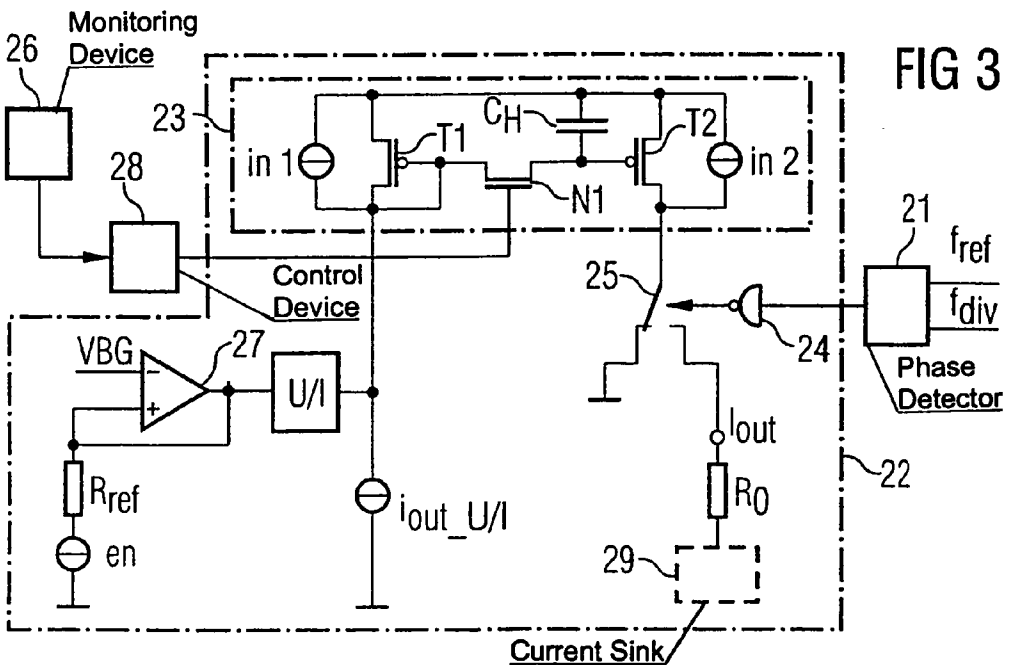 Monitoring
Device
26
FIG 3
23
in 1
T1
CH
T2
in 2
N1
28
Control
Device
21
fref
fdiv
25
24
Phase
Detector
VBG
27
-
+
U/I
Rref
en
iout_U/I
Iout
R0
22
29
Current Sink